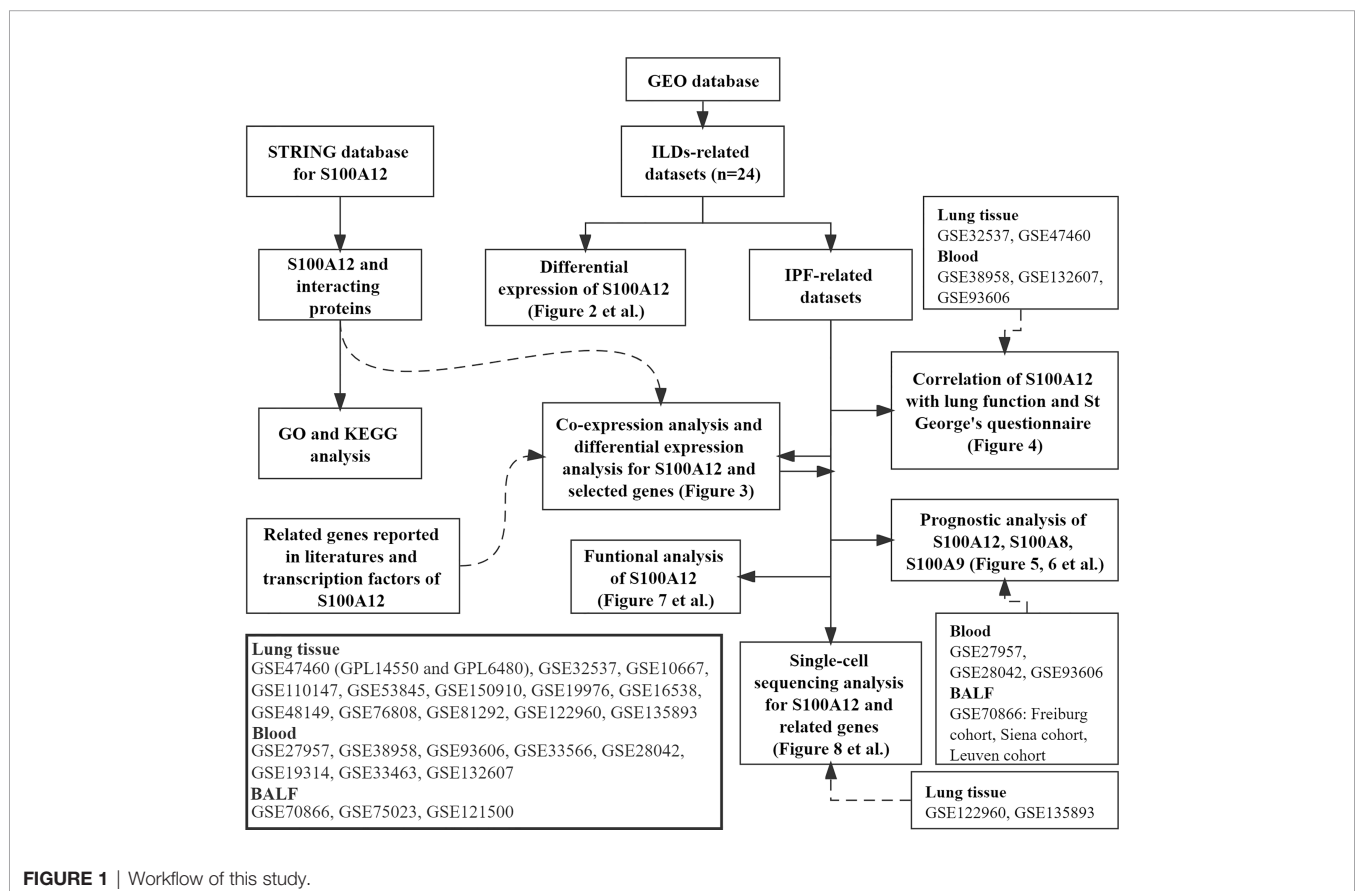 GEO database
STRING database
for S100A12
ILDs-related
datasets (n=24)
Lung tissue
GSE32537, GSE47460
Blood
GSE38958, GSE132607,
GSE93606
S100A12 and
interacting
proteins
Differential
expression of S100A12
(Figure 2 et al.)
IPF-related
datasets
Correlation of S100A12
with lung function and St
George's questionnaire
(Figure 4)
GO and KEGG
analysis
Co-expression analysis and
differential expression
analysis for S100A12 and
selected genes (Figure 3)
Related genes reported
in literatures and
transcription factors of
S100A12
Funtional analysis
of S100A12
(Figure 7 et al.)
Prognostic analysis of
S100A12, S100A8,
S100A9 (Figure 5, 6 et al.)
Blood
GSE27957,
GSE28042, GSE93606
BALF
GSE70866: Freiburg
cohort, Siena cohort,
Leuven cohort
Lung tissue
GSE47460 (GPL14550 and GPL6480), GSE32537, GSE10667,
GSE110147, GSE53845, GSE150910, GSE19976, GSE16538,
GSE48149, GSE76808, GSE81292, GSE122960, GSE135893
Blood
GSE27957, GSE38958, GSE93606, GSE33566, GSE28042,
GSE19314, GSE33463, GSE132607
BALF
GSE70866, GSE75023, GSE121500
Single-cell
sequencing analysis
for S100A12 and
related genes
(Figure 8 et al.)
Lung tissue
GSE122960, GSE135893
FIGURE 1 | Workflow of this study.